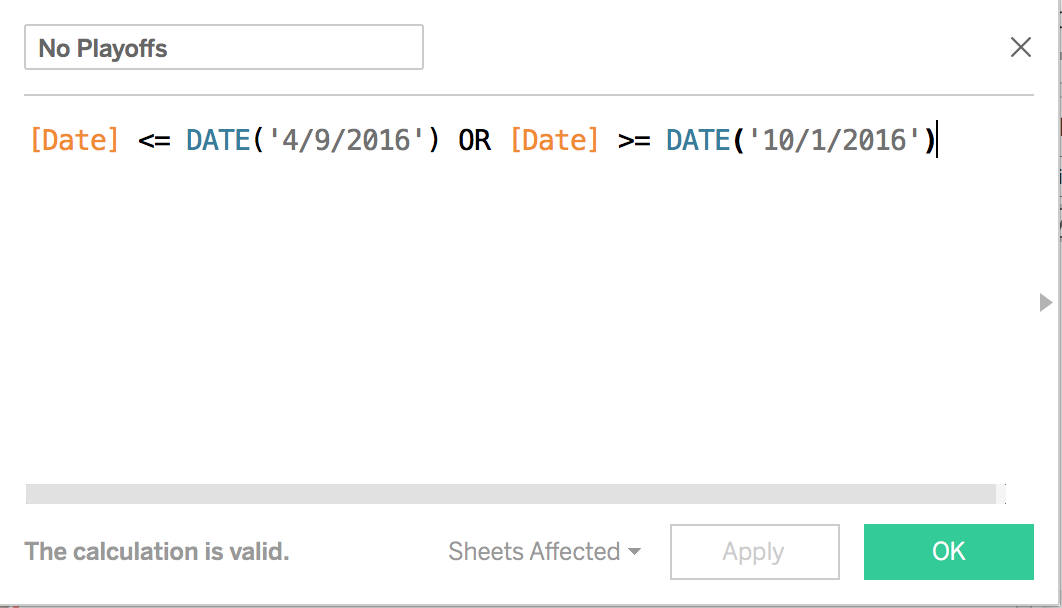 No Playoffs
[Date] <= DATE('4/9/2016') OR [Date] >= DATE('10/1/2016')
The calculation is valid.
Sheets Affected
Apply
OK